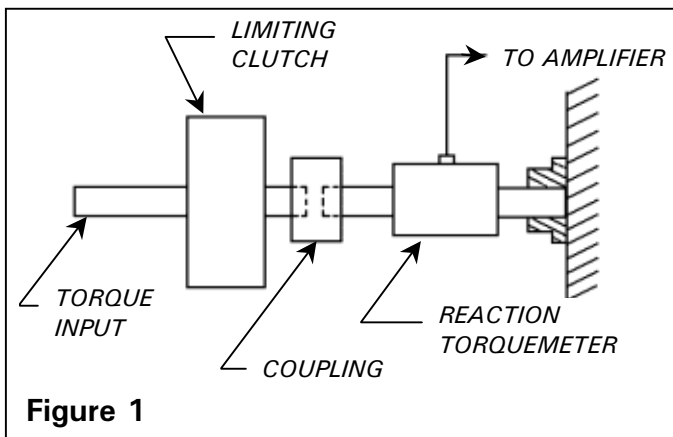 LIMITING
CLUTCH
TO AMPLIFIER
TORQUE
INPUT
COUPLING
REACTION
TORQUEMETER
Figure 1